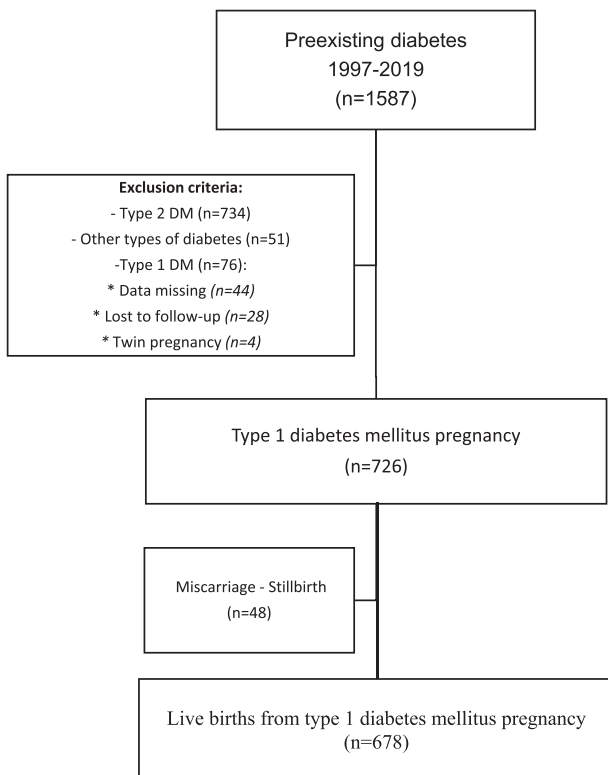 Preexisting diabetes
1997-2019
(n=1587)
Exclusion criteria:
- Type 2 DM (n=734)
- Other types of diabetes (n=51)
-Type 1 DM (n=76):
* Data missing (n=44)
* Lost to follow-up (n=28)
* Twin pregnancy (n=4)
Type 1 diabetes mellitus pregnancy
(n=726)
Miscarriage - Stillbirth
(n=48)
Live births from type 1 diabetes mellitus pregnancy
(n=678)